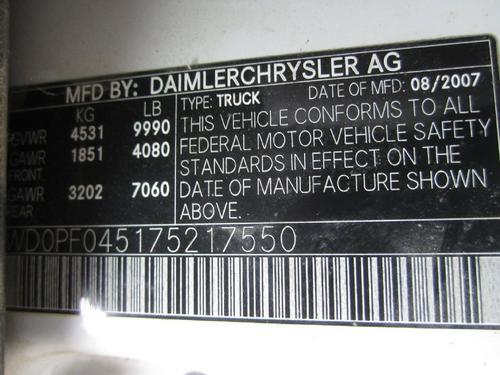 MFD BY: DAIMLERCHRYSLER AG
KG LB
GVWR 4531 9990
GAWR 1851 4080
FRONT
GAWR 3202 7060
REAR
TYPE: TRUCK DATE OF MFD: 08/2007
THIS VEHICLE CONFORMS TO ALL
FEDERAL MOTOR VEHICLE SAFETY
STANDARDS IN EFFECT ON THE
DATE OF MANUFACTURE SHOWN
ABOVE.
WD0PF045175217550